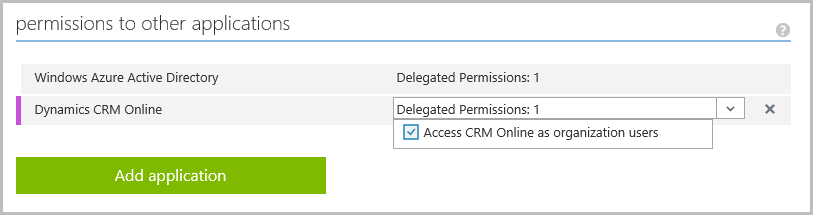 permissions to other applications
?
Windows Azure Active Directory Delegated Permissions: 1
Dynamics CRM Online Delegated Permissions: 1
Access CRM Online as organization users
Add application